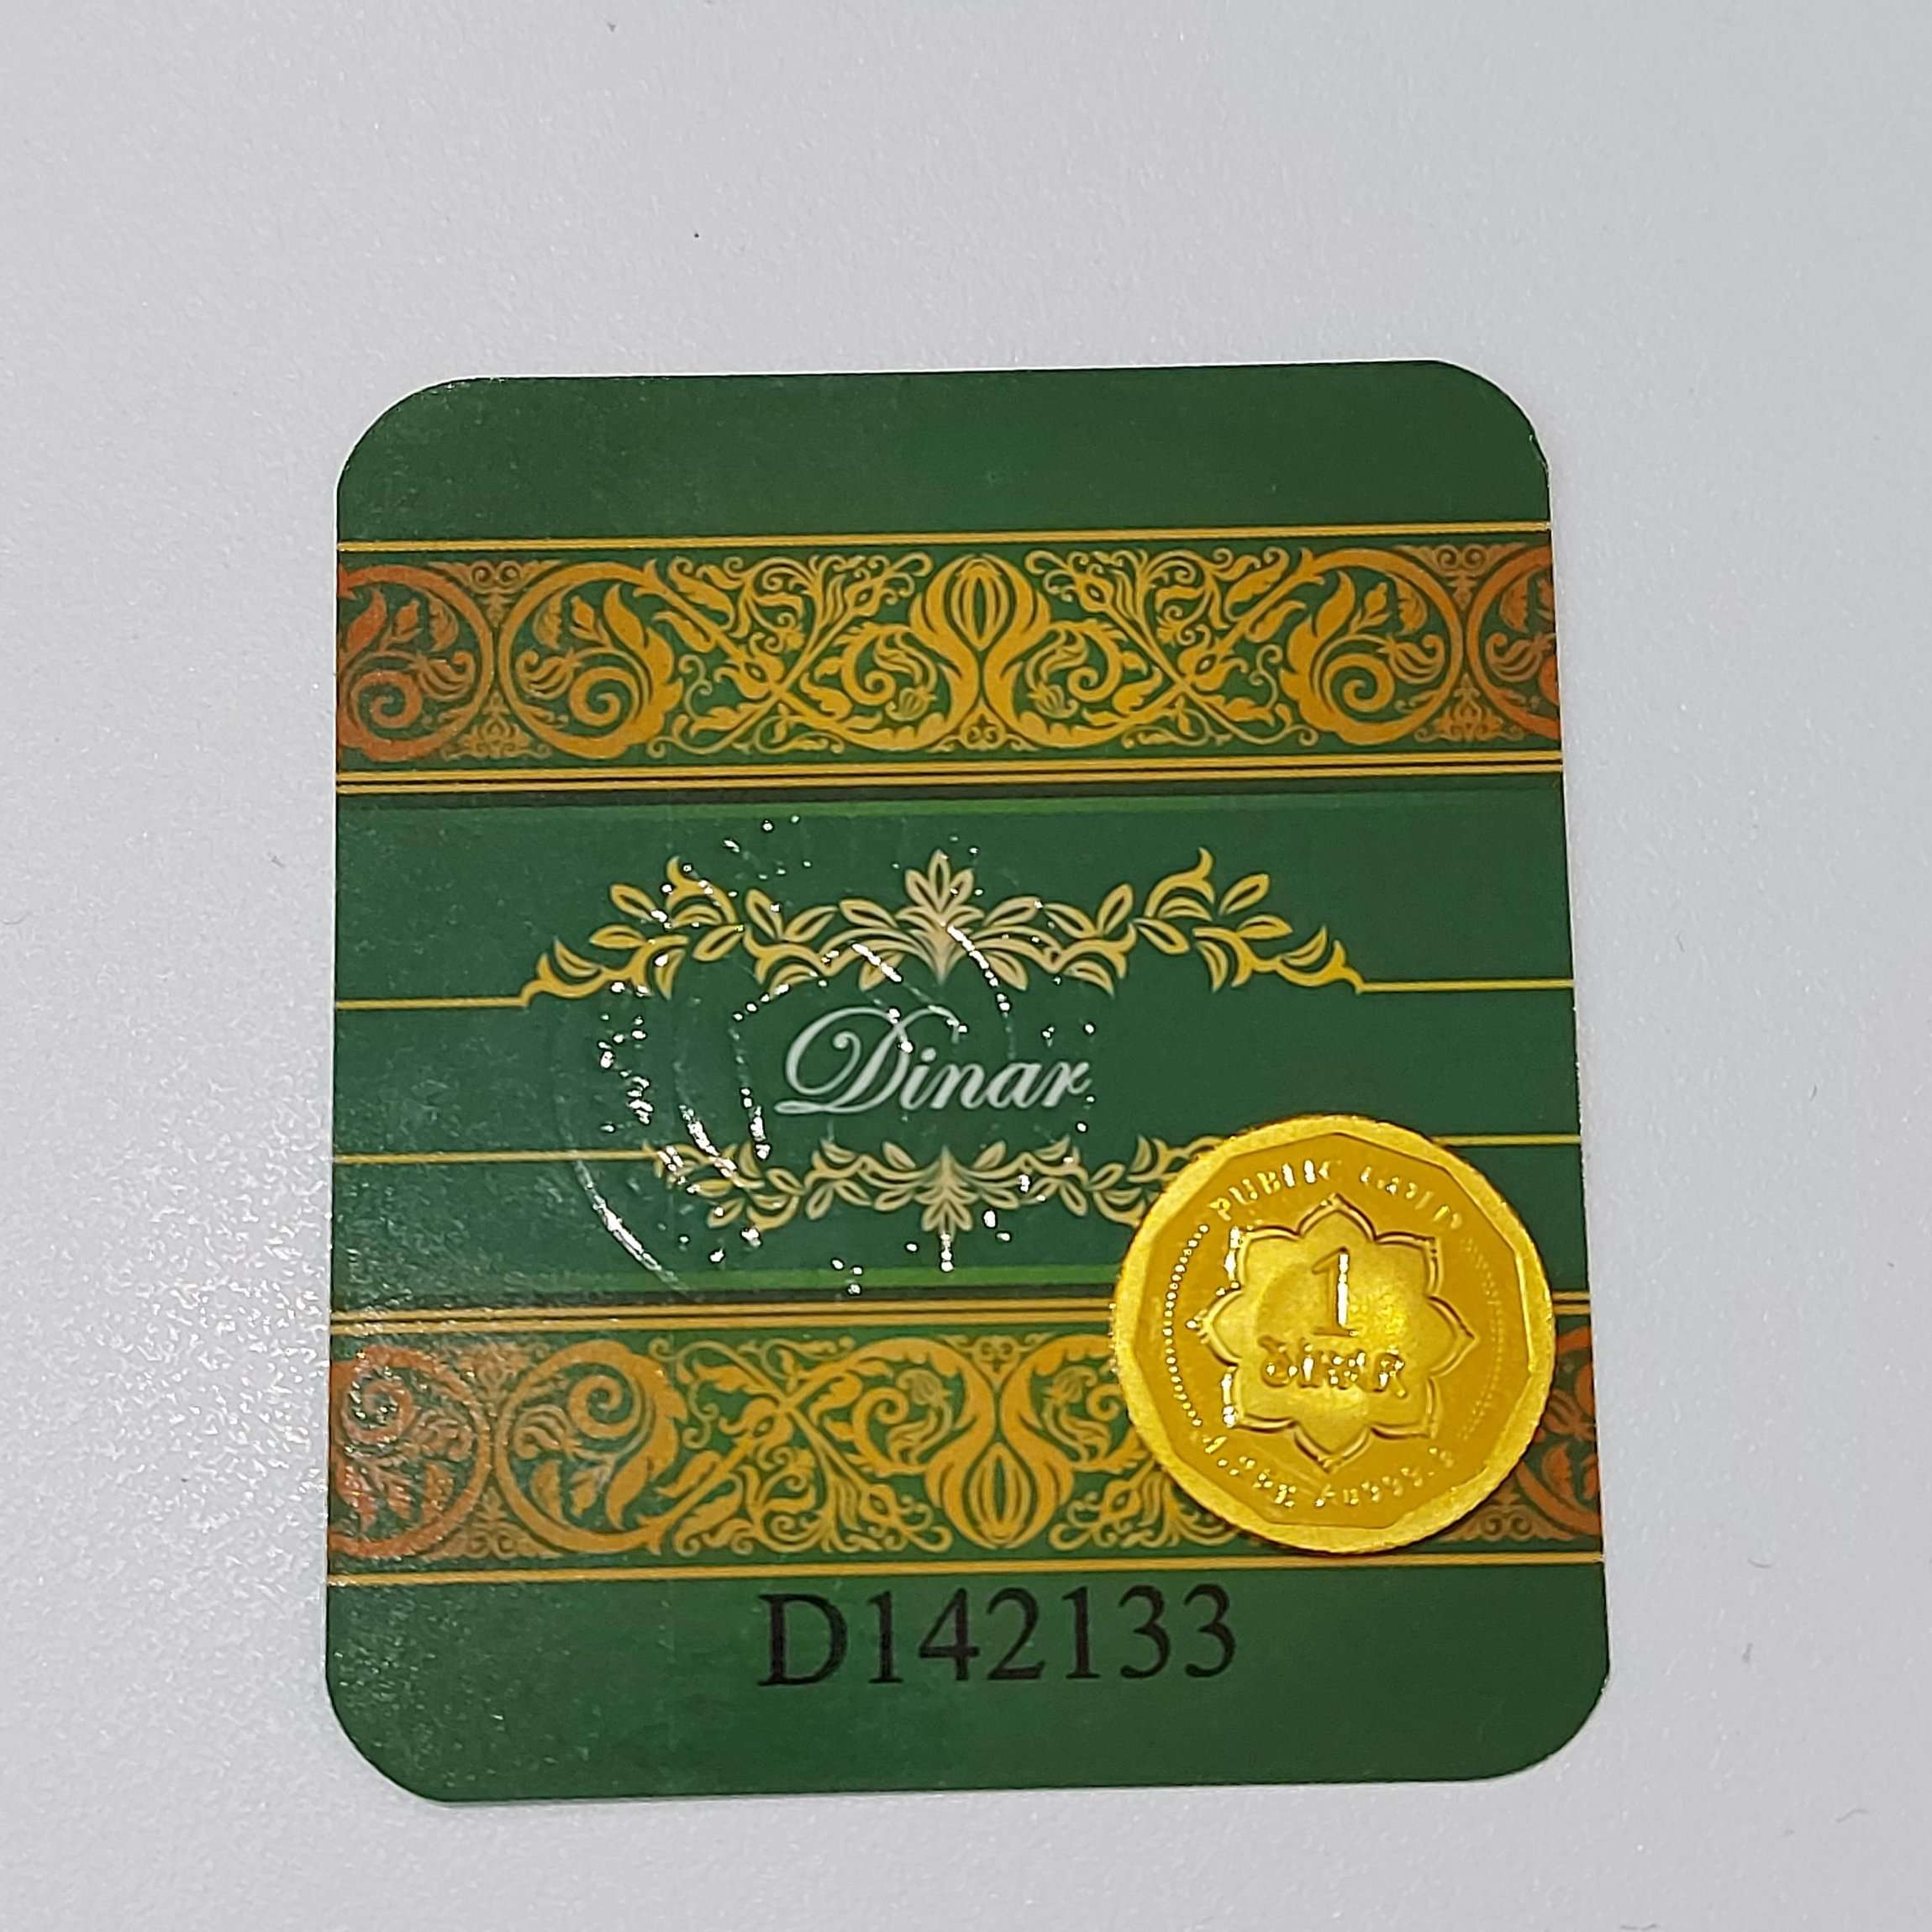 Dinar
PUBLIC GOLD
1
DINAR
D142133